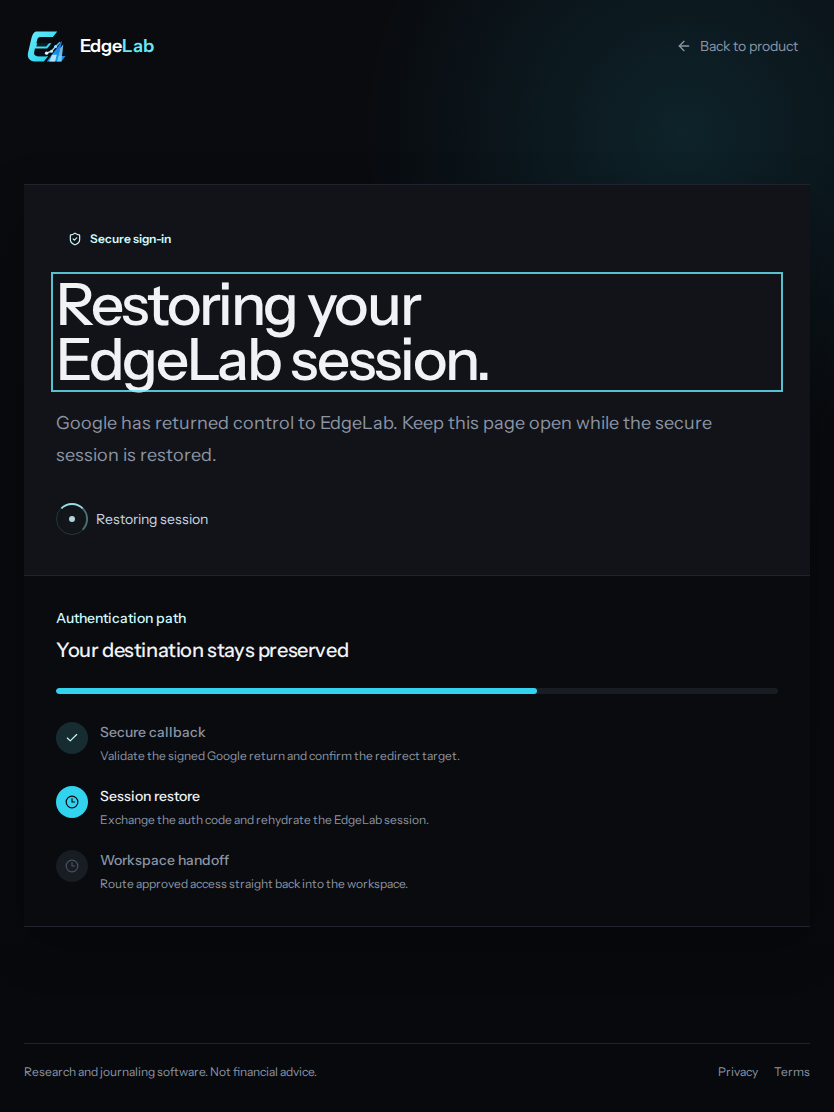 EdgeLab
Back to product
Secure sign-in
Restoring your
EdgeLab session.
Google has returned control to EdgeLab. Keep this page open while the secure
session is restored.
Restoring session
Authentication path
Your destination stays preserved
Secure callback
Validate the signed Google return and confirm the redirect target.
Session restore
Exchange the auth code and rehydrate the EdgeLab session.
Workspace handoff
Route approved access straight back into the workspace.
Research and journaling software. Not financial advice.
Privacy Terms